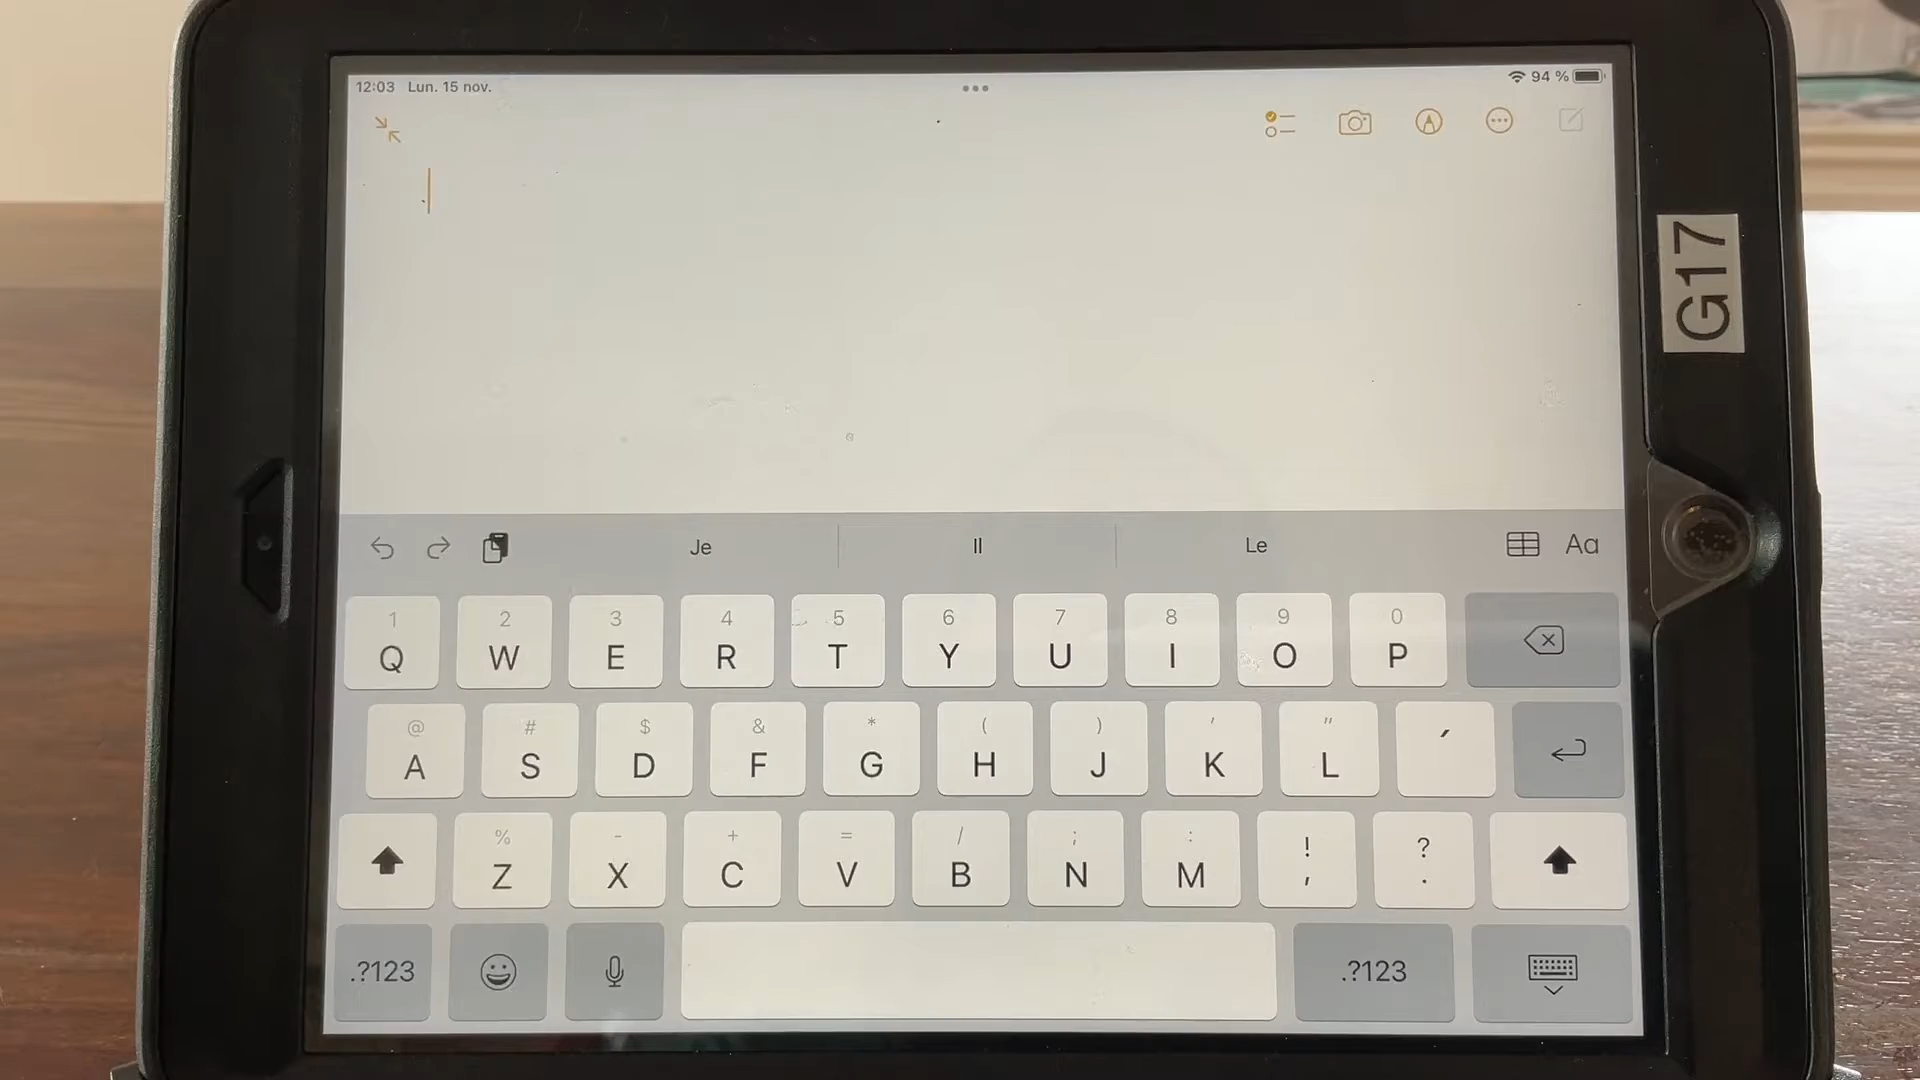 12:03 Lun. 15 nov.
94 %
G17
Je Il Le
Aa
1 2 3 4 5 6 7 8 9 0
Q W E R T Y U I O P
@ # $ & * ( ) ' "
A S D F G H J K L ´
% - + = / ; : ! ?
Z X C V B N M , .
.?123 .?123